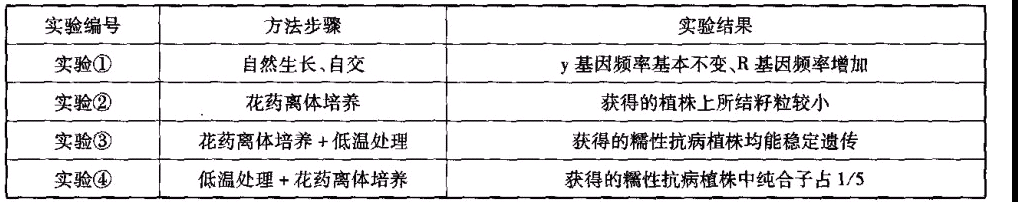 实验编号 方法步骤 实验结果
实验① 自然生长、自交 y 基因频率基本不变、R 基因频率增加
实验② 花药离体培养 获得的植株上所结籽粒较小
实验③ 花药离体培养 + 低温处理 获得的糯性抗病植株均能稳定遗传
实验④ 低温处理 + 花药离体培养 获得的糯性抗病植株中纯合子占 1/5